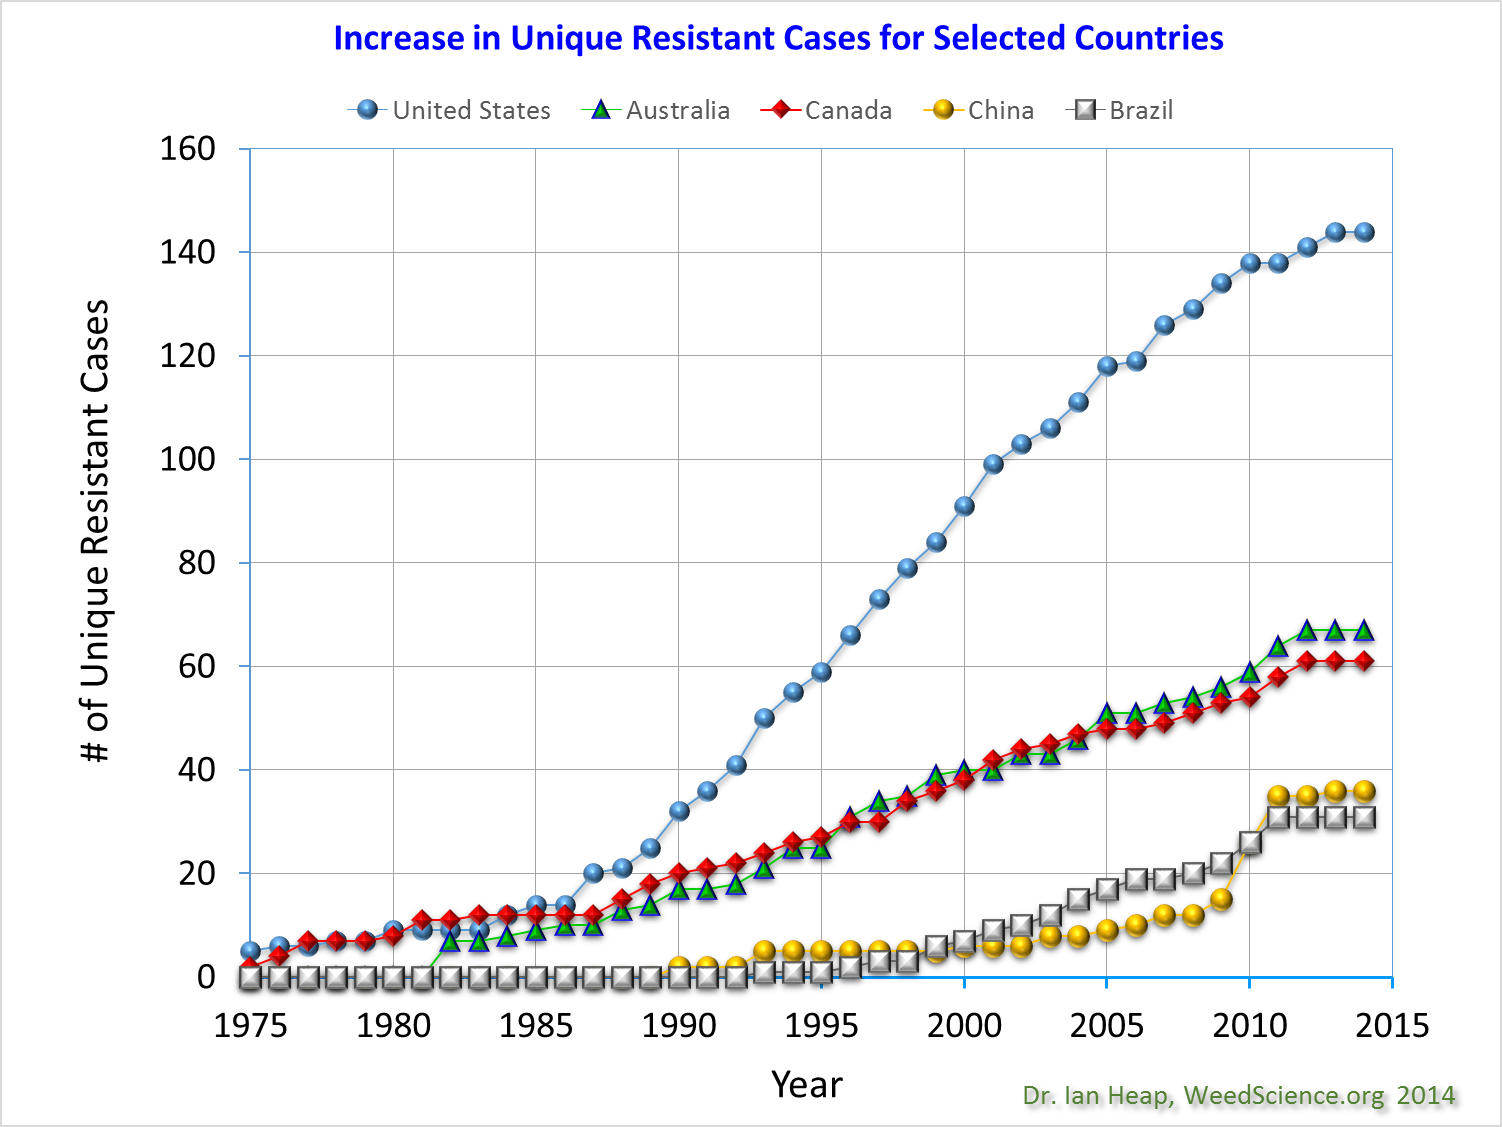 Increase in Unique Resistant Cases for Selected Countries
United States Australia Canada China Brazil
160
140
120
100
80
60
40
20
0
# of Unique Resistant Cases
1975 1980 1985 1990 1995 2000 2005 2010 2015
Year
Dr. Ian Heap, WeedScience.org 2014